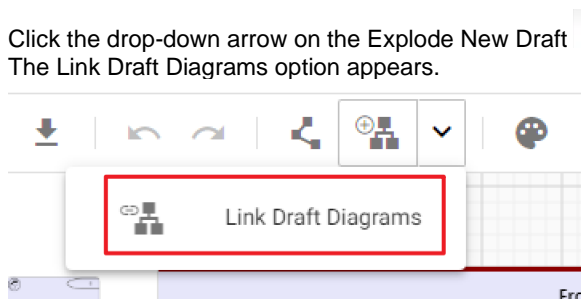 Click the drop-down arrow on the Explode New Draft
The Link Draft Diagrams option appears.
Link Draft Diagrams